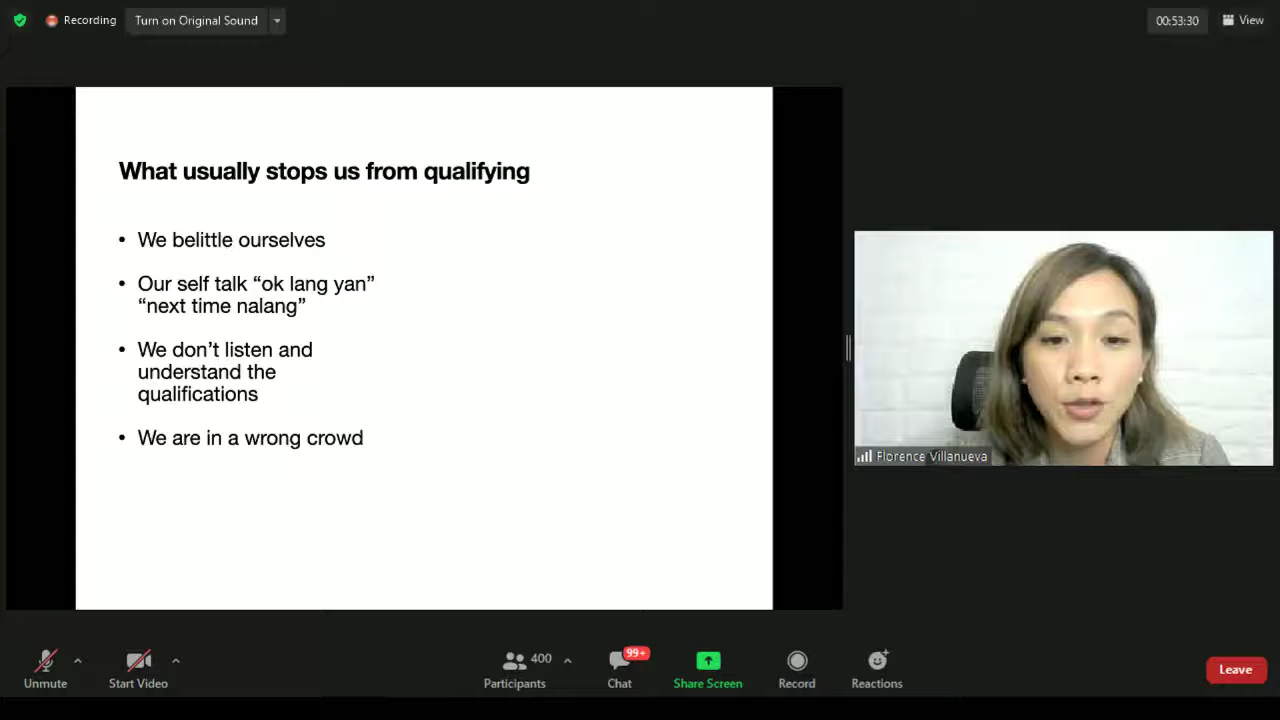 Recording
Turn on Original Sound
00:53:30
View
What usually stops us from qualifying
• We belittle ourselves
• Our self talk “ok lang yan”
“next time nalang”
• We don’t listen and
understand the
qualifications
• We are in a wrong crowd
Florence Villanueva
Unmute
Start Video
400
Participants
99+
Chat
Share Screen
Record
Reactions
Leave